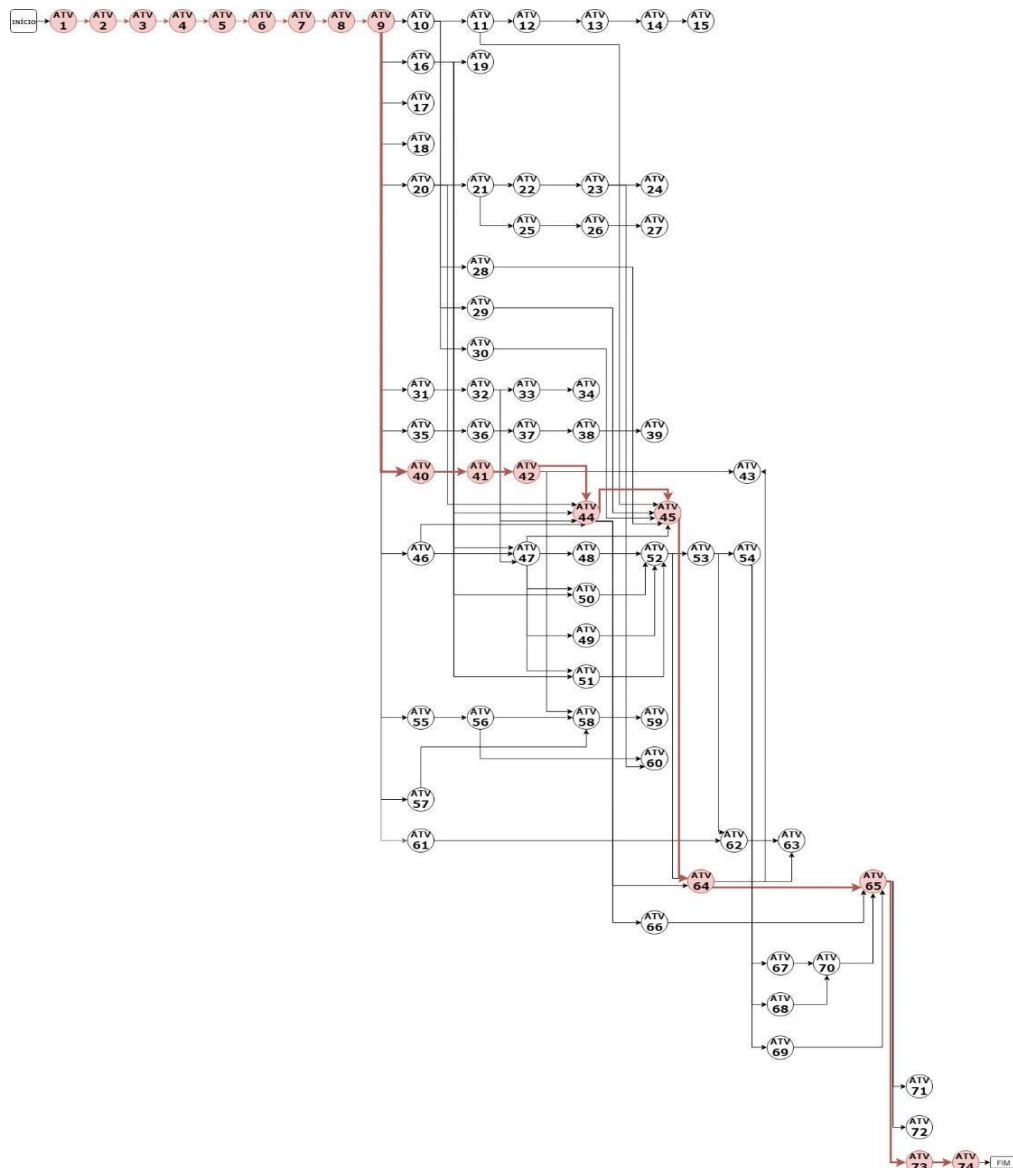 INÍCIO
ATV 1
ATV 2
ATV 3
ATV 4
ATV 5
ATV 6
ATV 7
ATV 8
ATV 9
ATV 10
ATV 11
ATV 12
ATV 13
ATV 14
ATV 15
ATV 16
ATV 19
ATV 17
ATV 18
ATV 20
ATV 21
ATV 22
ATV 23
ATV 24
ATV 25
ATV 26
ATV 27
ATV 28
ATV 29
ATV 30
ATV 31
ATV 32
ATV 33
ATV 34
ATV 35
ATV 36
ATV 37
ATV 38
ATV 39
ATV 40
ATV 41
ATV 42
ATV 43
ATV 44
ATV 45
ATV 46
ATV 47
ATV 48
ATV 52
ATV 53
ATV 54
ATV 50
ATV 49
ATV 51
ATV 55
ATV 56
ATV 58
ATV 59
ATV 60
ATV 57
ATV 61
ATV 62
ATV 63
ATV 64
ATV 65
ATV 66
ATV 67
ATV 70
ATV 68
ATV 69
ATV 71
ATV 72
ATV 73
ATV 74
FIM